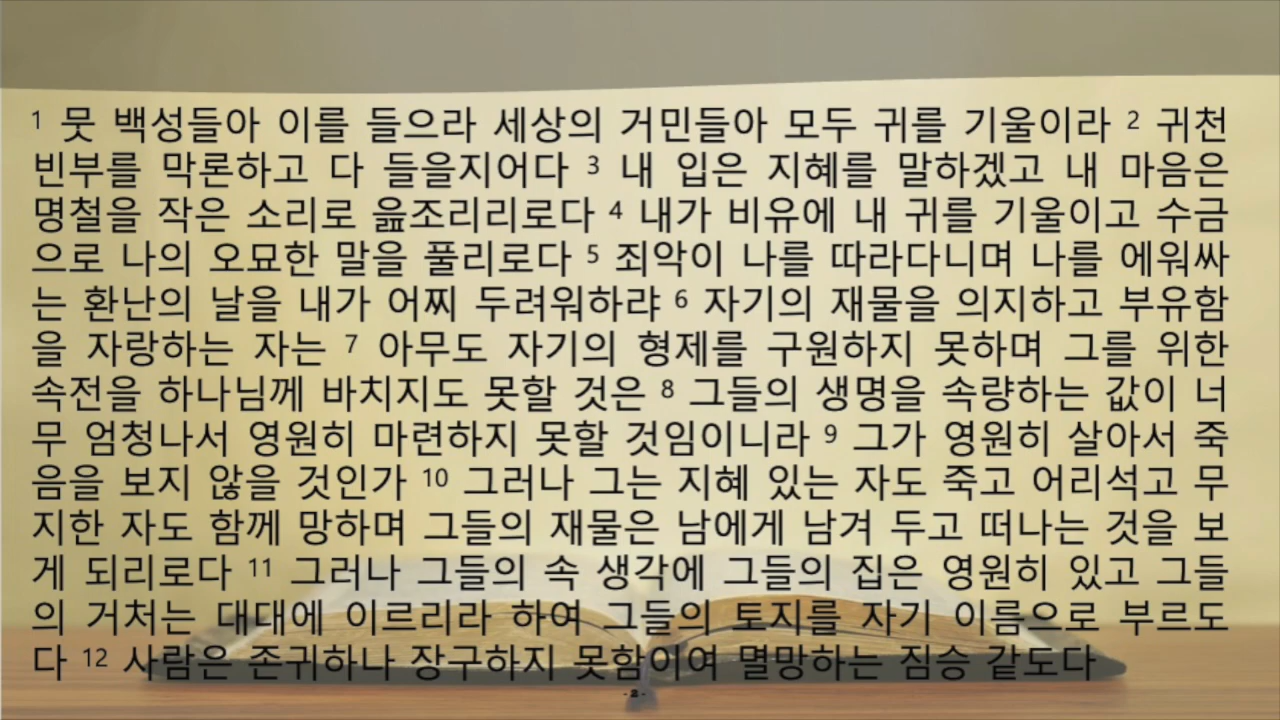 1 뭇 백성들아 이를 들으라 세상의 거민들아 모두 귀를 기울이라 2 귀천
빈부를 막론하고 다 들을지어다 3 내 입은 지혜를 말하겠고 내 마음은
명철을 작은 소리로 읊조리리로다 4 내가 비유에 내 귀를 기울이고 수금
으로 나의 오묘한 말을 풀리로다 5 죄악이 나를 따라다니며 나를 에워싸
는 환난의 날을 내가 어찌 두려워하랴 6 자기의 재물을 의지하고 부유함
을 자랑하는 자는 7 아무도 자기의 형제를 구원하지 못하며 그를 위한
속전을 하나님께 바치지도 못할 것은 8 그들의 생명을 속량하는 값이 너
무 엄청나서 영원히 마련하지 못할 것임이니라 9 그가 영원히 살아서 죽
음을 보지 않을 것인가 10 그러나 그는 지혜 있는 자도 죽고 어리석고 무
지한 자도 함께 망하며 그들의 재물은 남에게 남겨 두고 떠나는 것을 보
게 되리로다 11 그러나 그들의 속 생각에 그들의 집은 영원히 있고 그들
의 거처는 대대에 이르리라 하여 그들의 토지를 자기 이름으로 부르도
다 12 사람은 존귀하나 장구하지 못함이여 멸망하는 짐승 같도다
- 2 -